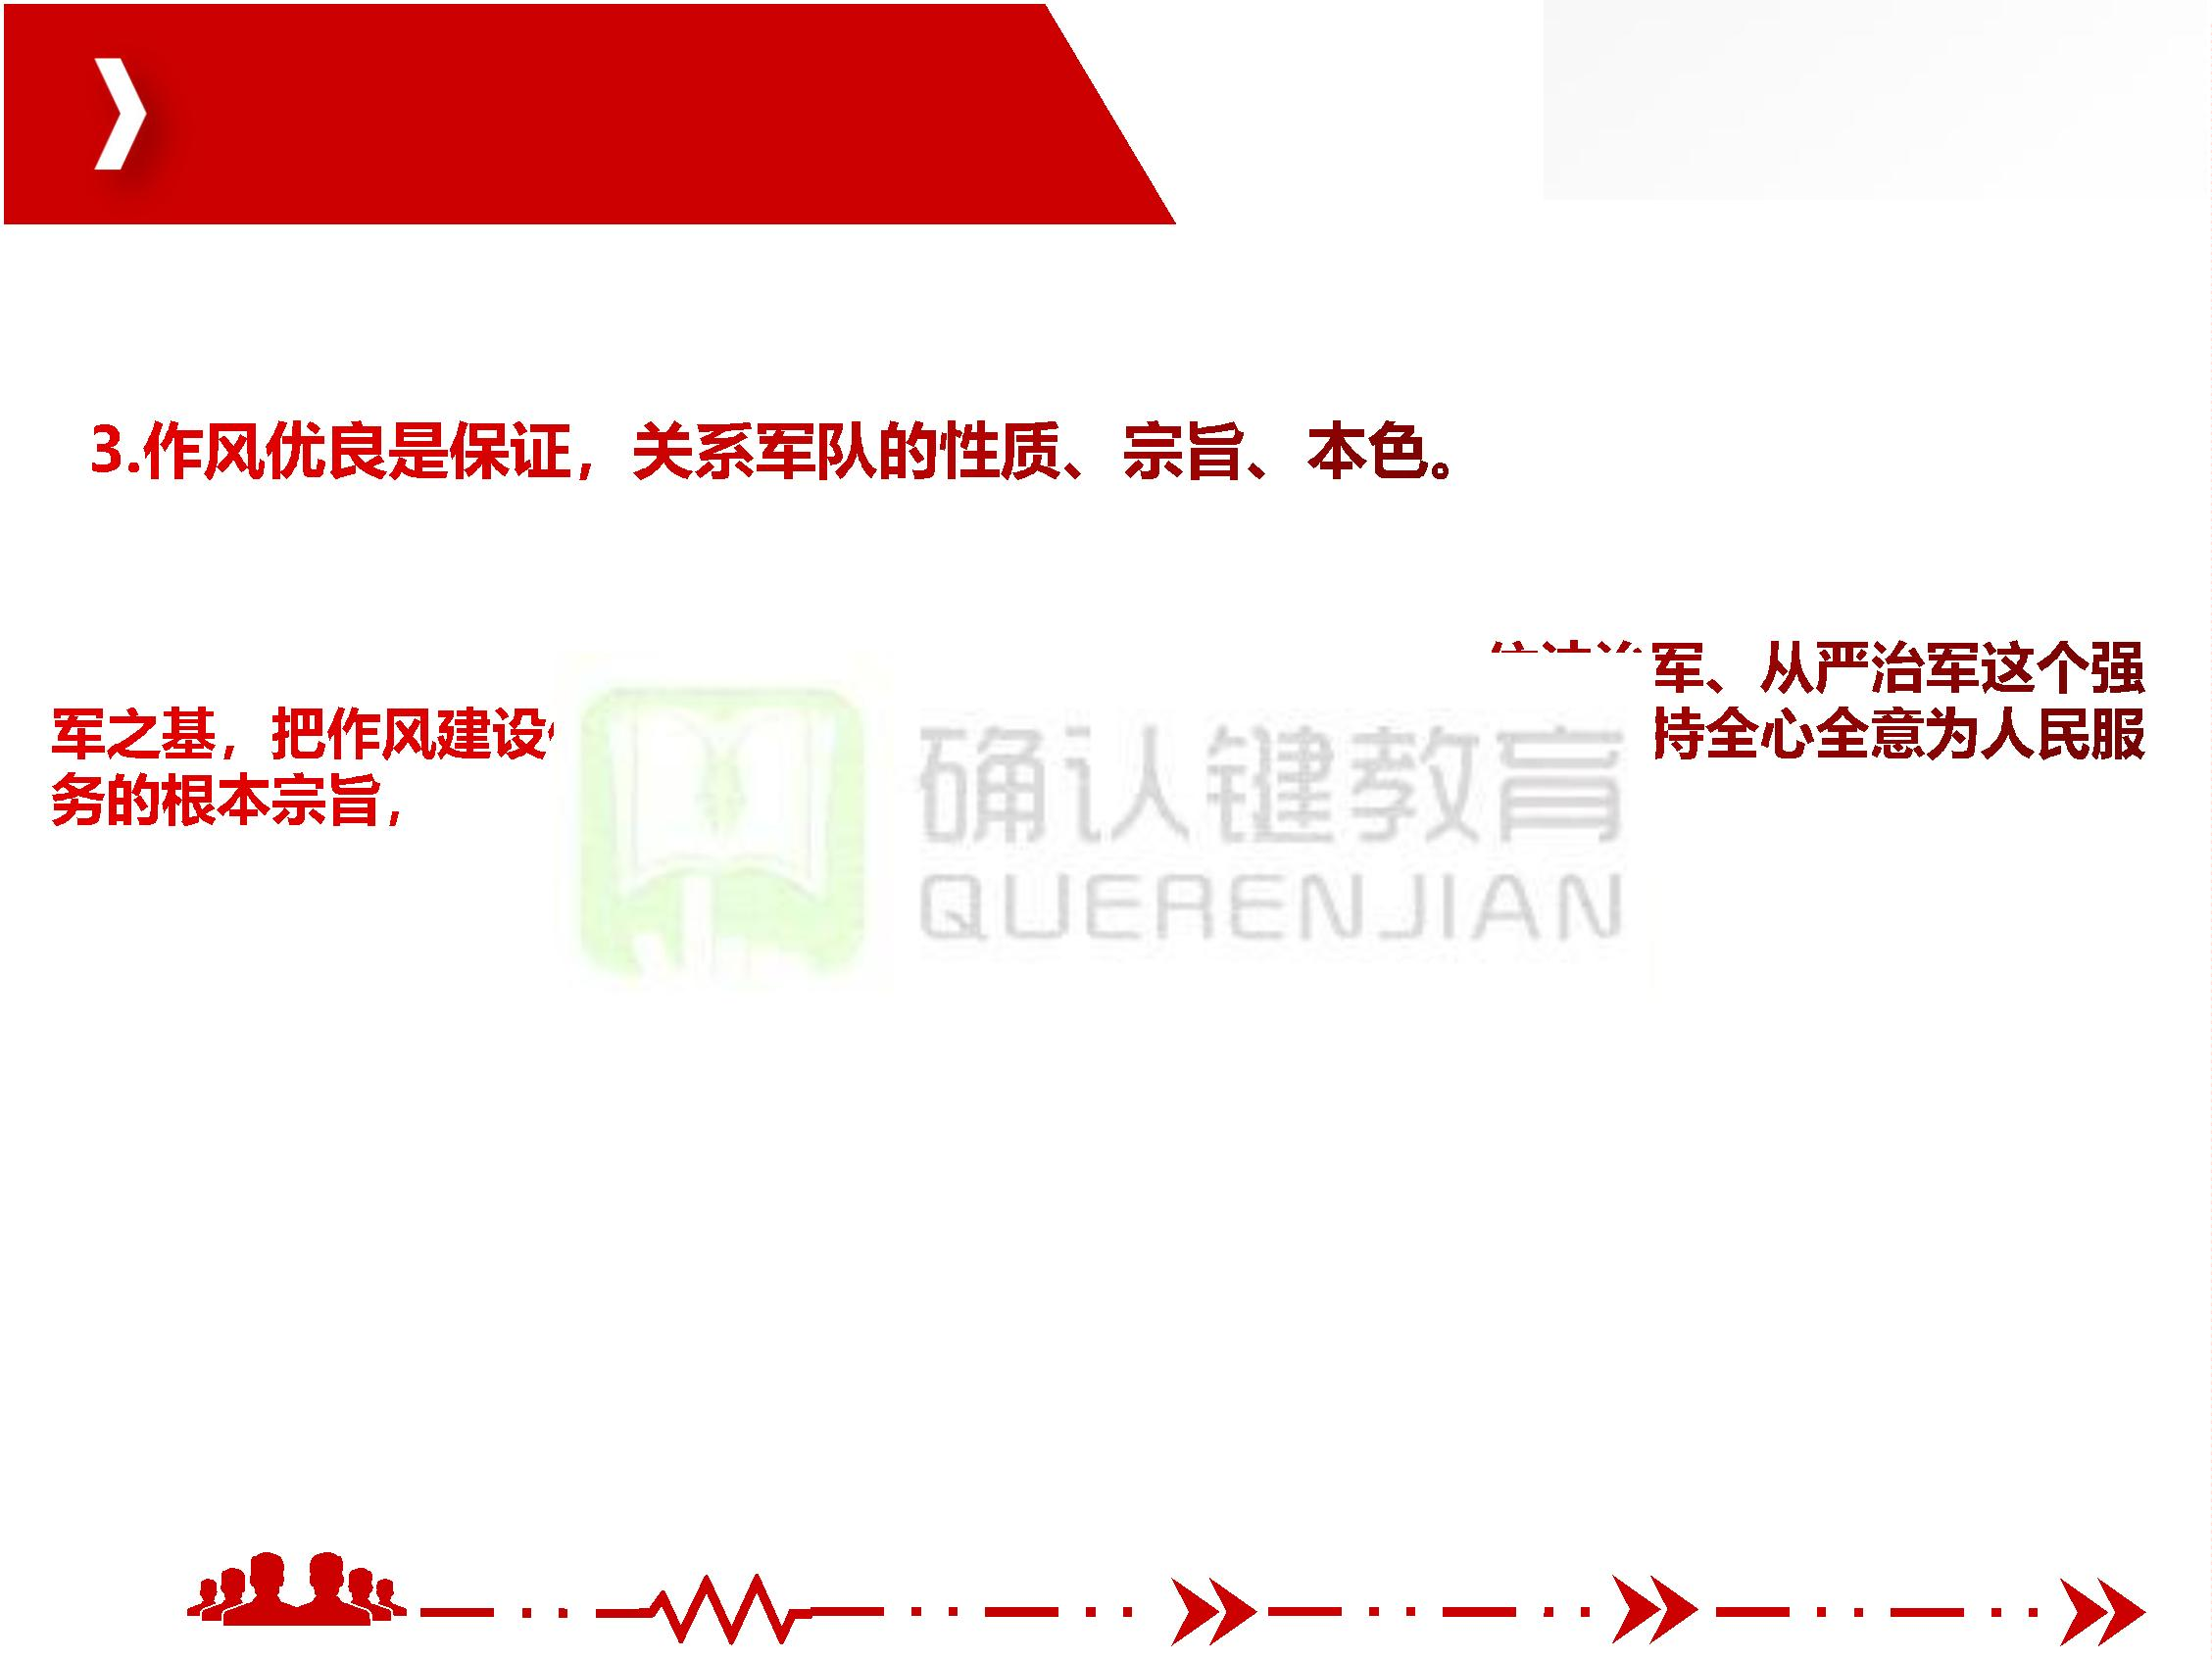 3.作风优良是保证，关系军队的性质、宗旨、本色。
军、从严治军这个强
军之基，把作风建设
持全心全意为人民服
务的根本宗旨，
确认键教育
QUERENJIAN